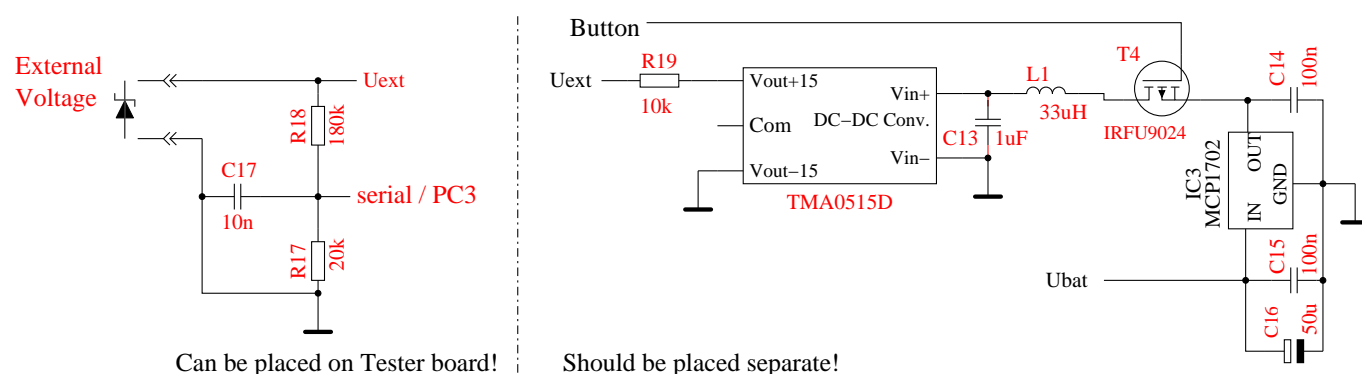 External
Voltage
Uext
R18
180k
C17
10n
serial / PC3
R17
20k
Can be placed on Tester board!
Button
Uext
R19
10k
Vout+15
Com
Vout−15
Vin+
DC−DC Conv.
Vin−
TMA0515D
C13
1uF
L1
33uH
T4
IRFU9024
C14
100n
OUT
GND
IN
IC3
MCP1702
C15
100n
Ubat
C16
50u
Should be placed separate!